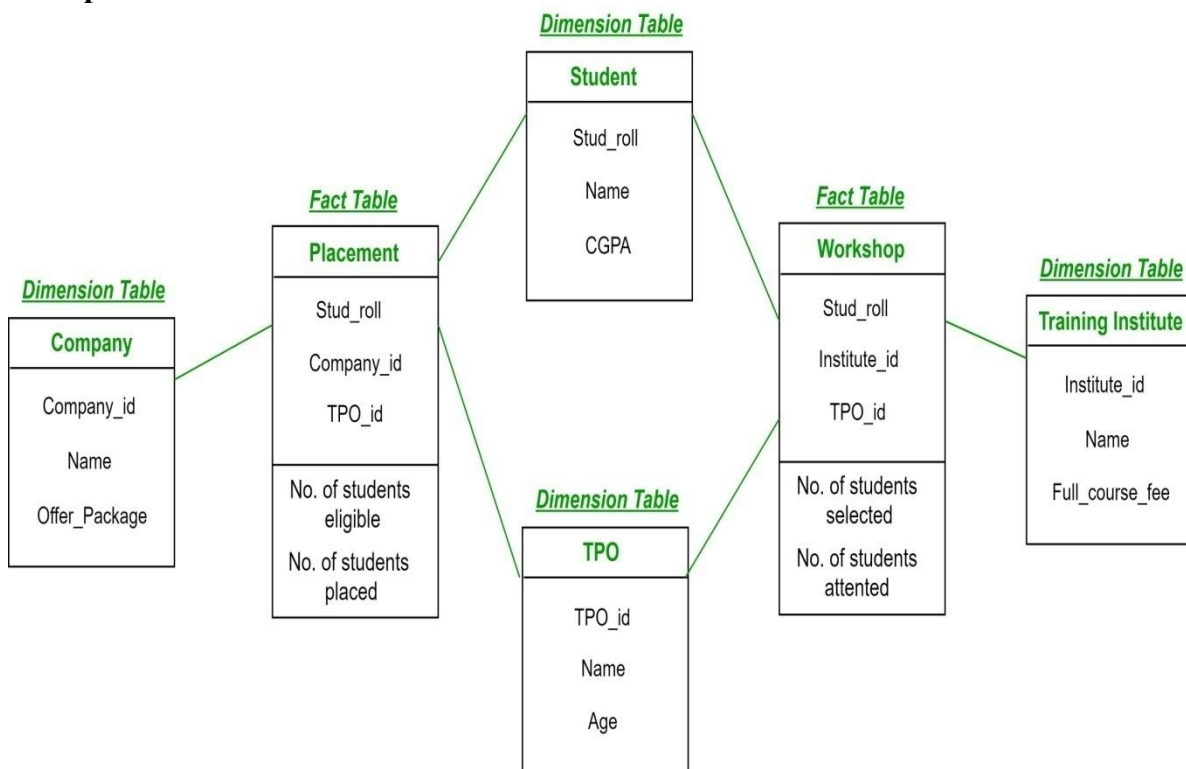 Dimension Table
Student
Stud_roll
Name
CGPA
Fact Table
Placement
Stud_roll
Company_id
TPO_id
No. of students
eligible
No. of students
placed
Fact Table
Workshop
Stud_roll
Institute_id
TPO_id
No. of students
selected
No. of students
attented
Dimension Table
Company
Company_id
Name
Offer_Package
Dimension Table
Training Institute
Institute_id
Name
Full_course_fee
Dimension Table
TPO
TPO_id
Name
Age